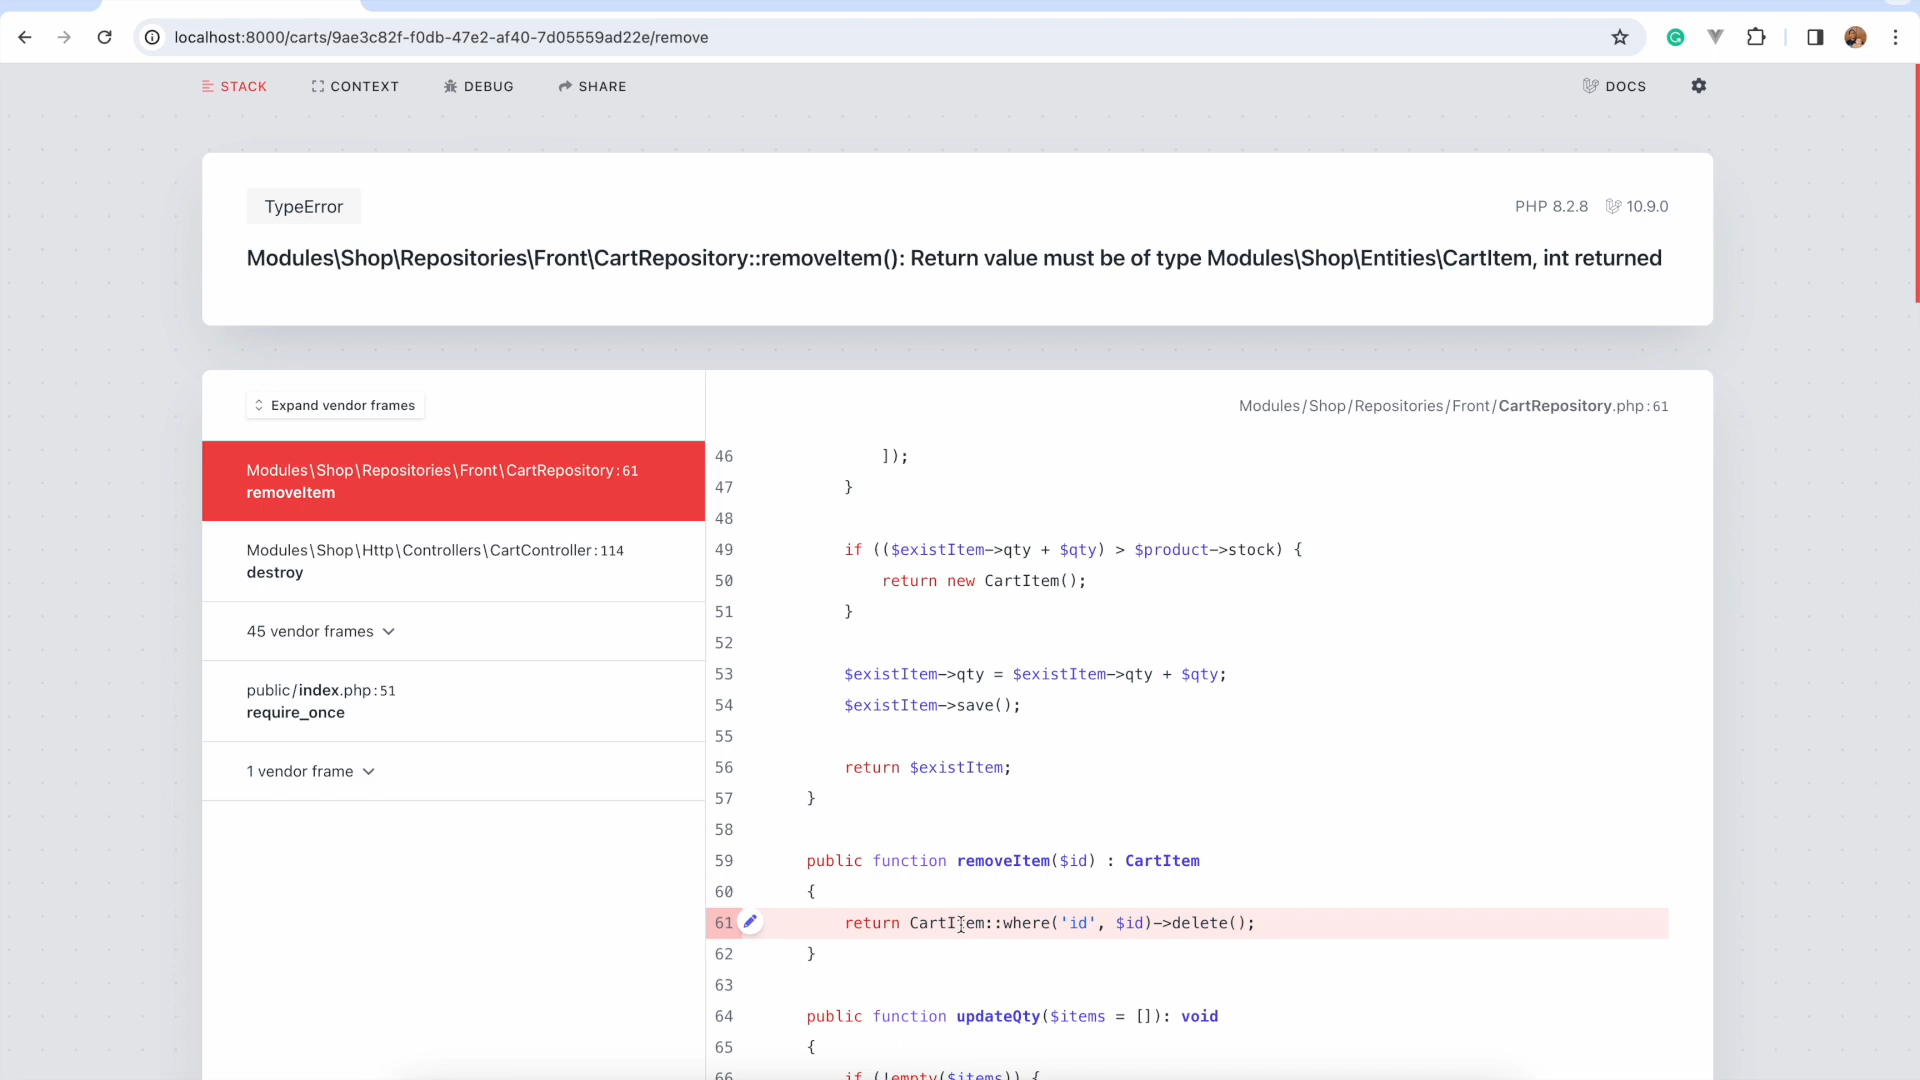 localhost:8000/carts/9ae3c82f-f0db-47e2-af40-7d05559ad22e/remove
STACK CONTEXT DEBUG SHARE DOCS
TypeError PHP 8.2.8 10.9.0
Modules\Shop\Repositories\Front\CartRepository::removeItem(): Return value must be of type Modules\Shop\Entities\CartItem, int returned
Expand vendor frames
Modules\Shop\Repositories\Front\CartRepository:61
removeItem
Modules\Shop\Http\Controllers\CartController:114
destroy
45 vendor frames
public/index.php:51
require_once
1 vendor frame
Modules/Shop/Repositories/Front/CartRepository.php:61
46 ]);
47 }
48
49 if (($existItem->qty + $qty) > $product->stock) {
50 return new CartItem();
51 }
52
53 $existItem->qty = $existItem->qty + $qty;
54 $existItem->save();
55
56 return $existItem;
57 }
58
59 public function removeItem($id) : CartItem
60 {
61 return CartItem::where('id', $id)->delete();
62 }
63
64 public function updateQty($items = []): void
65 {
66 if (!empty($items)) {